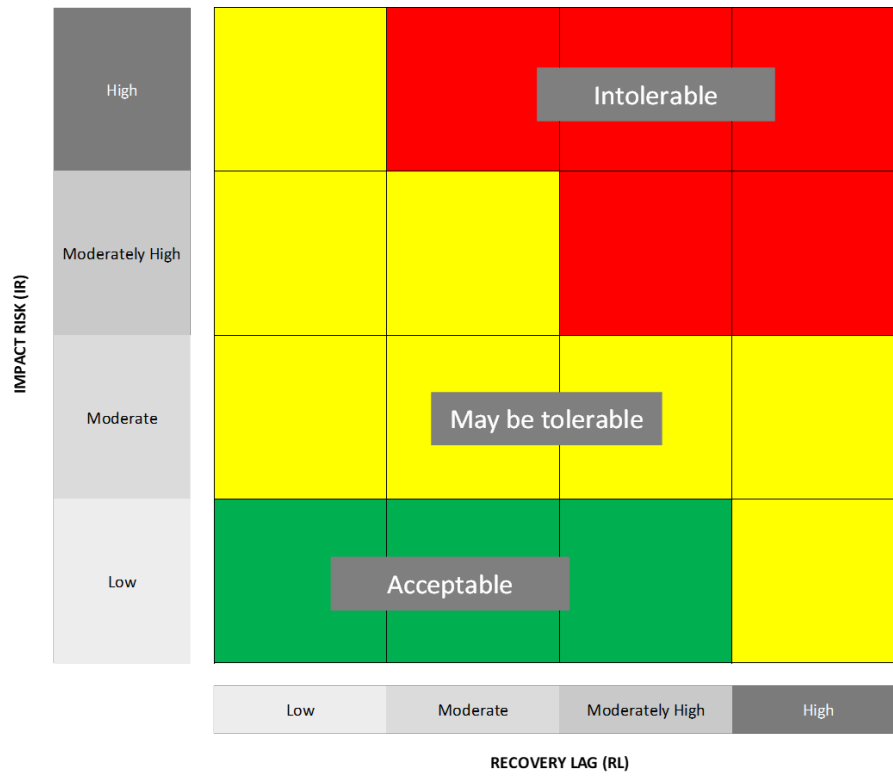 High
Intolerable
Moderately High
IMPACT RISK (IR)
Moderate
May be tolerable
Low
Acceptable
Low
Moderate
Moderately High
High
RECOVERY LAG (RL)